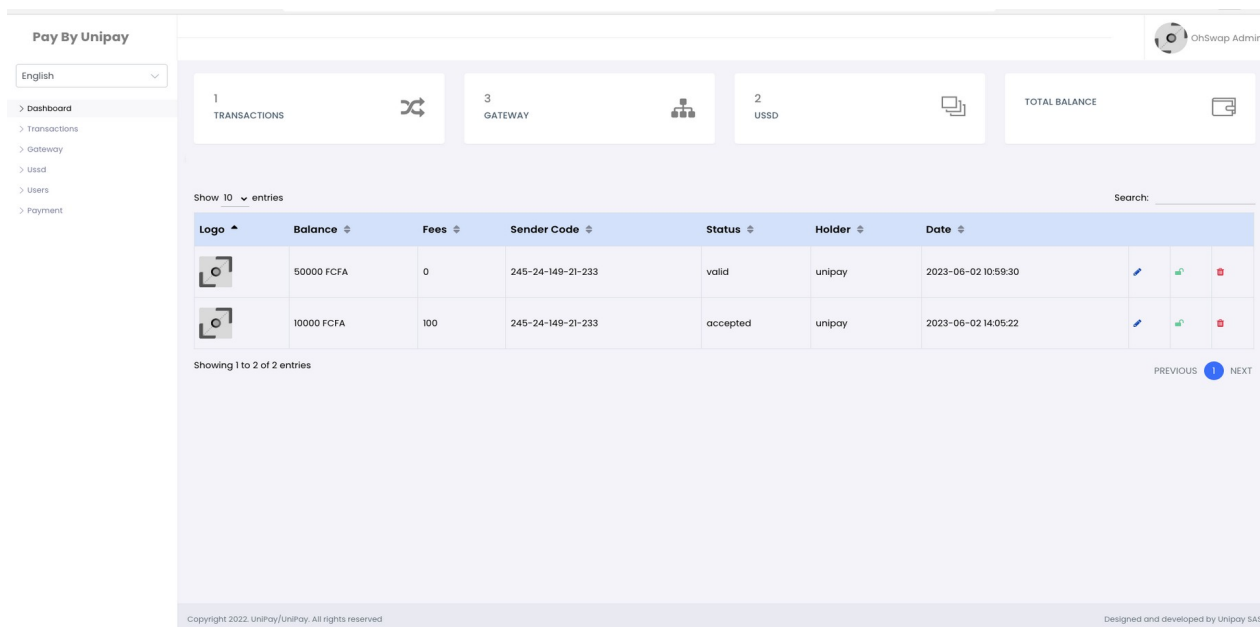 Pay By Unipay
OhSwap Admin
English
Dashboard
Transactions
Gateway
Ussd
Users
Payment
1
TRANSACTIONS
3
GATEWAY
2
USSD
TOTAL BALANCE
Show 10 entries
Search:
Logo Balance Fees Sender Code Status Holder Date
50000 FCFA 0 245-24-149-21-233 valid unipay 2023-06-02 10:59:30
10000 FCFA 100 245-24-149-21-233 accepted unipay 2023-06-02 14:05:22
Showing 1 to 2 of 2 entries
PREVIOUS 1 NEXT
Copyright 2022. UniPay/UniPay. All rights reserved
Designed and developed by Unipay SAS